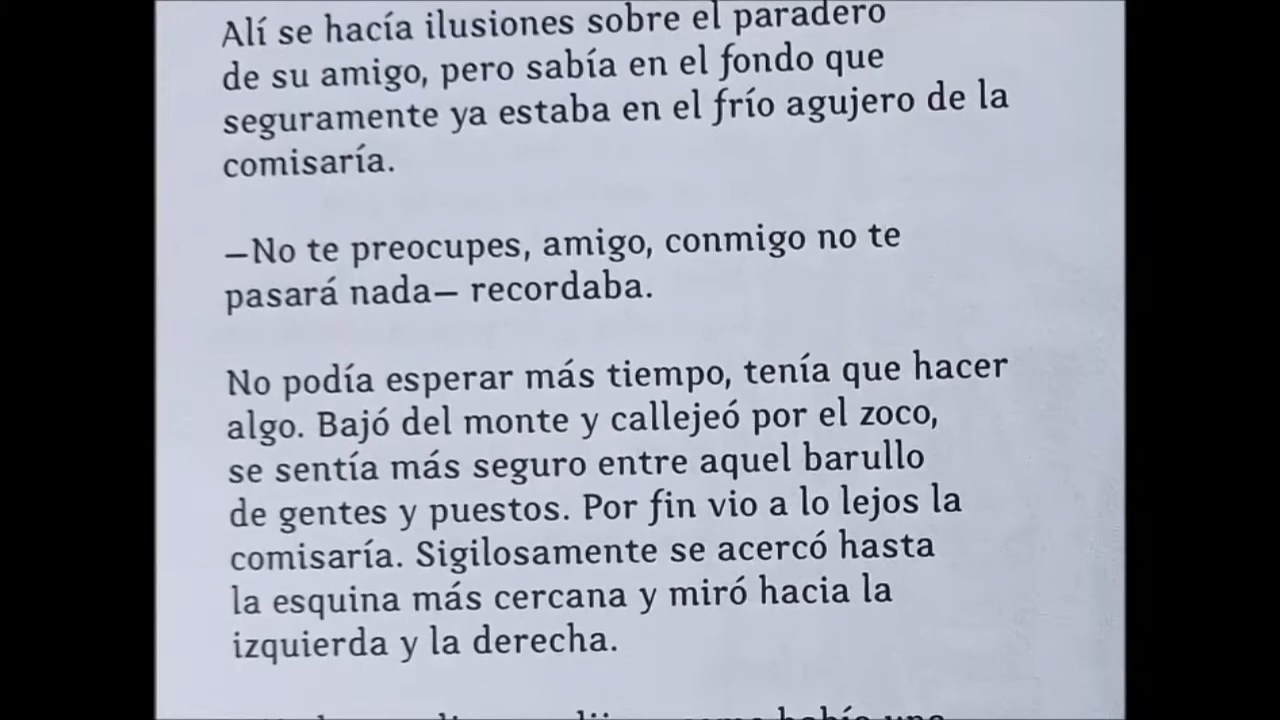 Alí se hacía ilusiones sobre el paradero
de su amigo, pero sabía en el fondo que
seguramente ya estaba en el frío agujero de la
comisaría.
—No te preocupes, amigo, conmigo no te
pasará nada— recordaba.
No podía esperar más tiempo, tenía que hacer
algo. Bajó del monte y callejeó por el zoco,
se sentía más seguro entre aquel barullo
de gentes y puestos. Por fin vio a lo lejos la
comisaría. Sigilosamente se acercó hasta
la esquina más cercana y miró hacia la
izquierda y la derecha.
había una